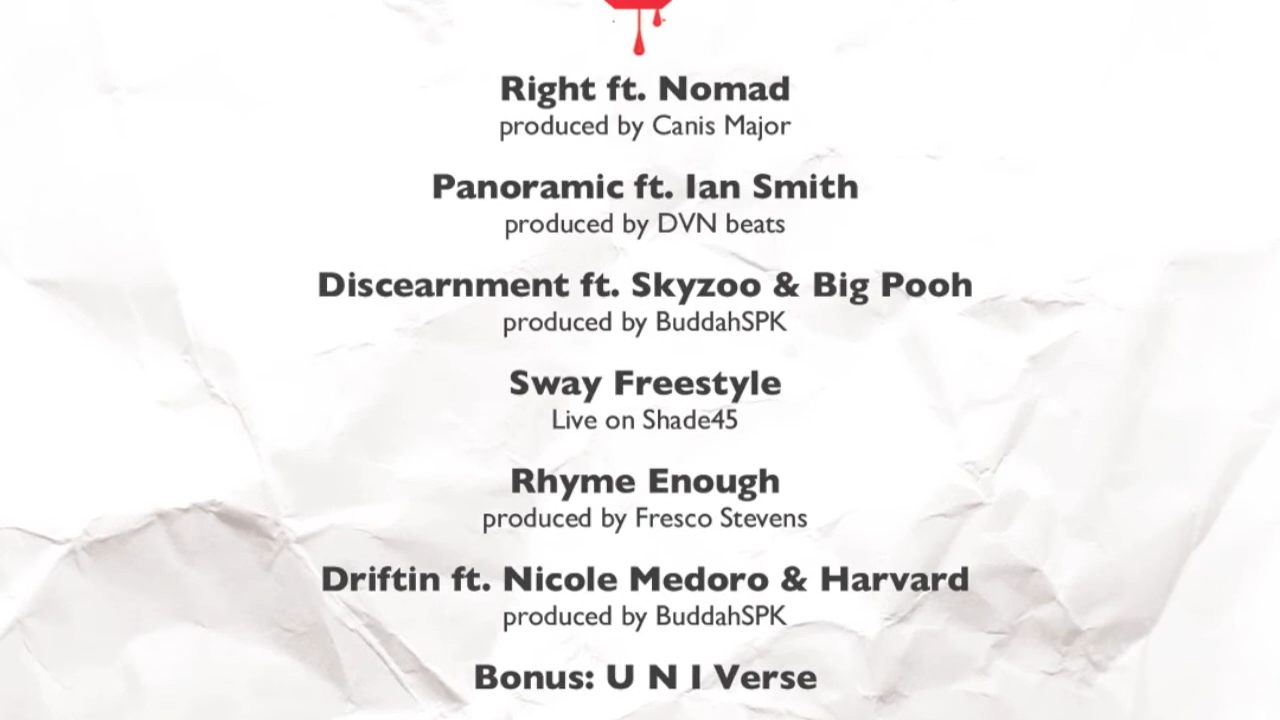 Right ft. Nomad
produced by Canis Major
Panoramic ft. Ian Smith
produced by DVN beats
Discearnment ft. Skyzoo & Big Pooh
produced by BuddahSPK
Sway Freestyle
Live on Shade45
Rhyme Enough
produced by Fresco Stevens
Driftin ft. Nicole Medoro & Harvard
produced by BuddahSPK
Bonus: U N I Verse